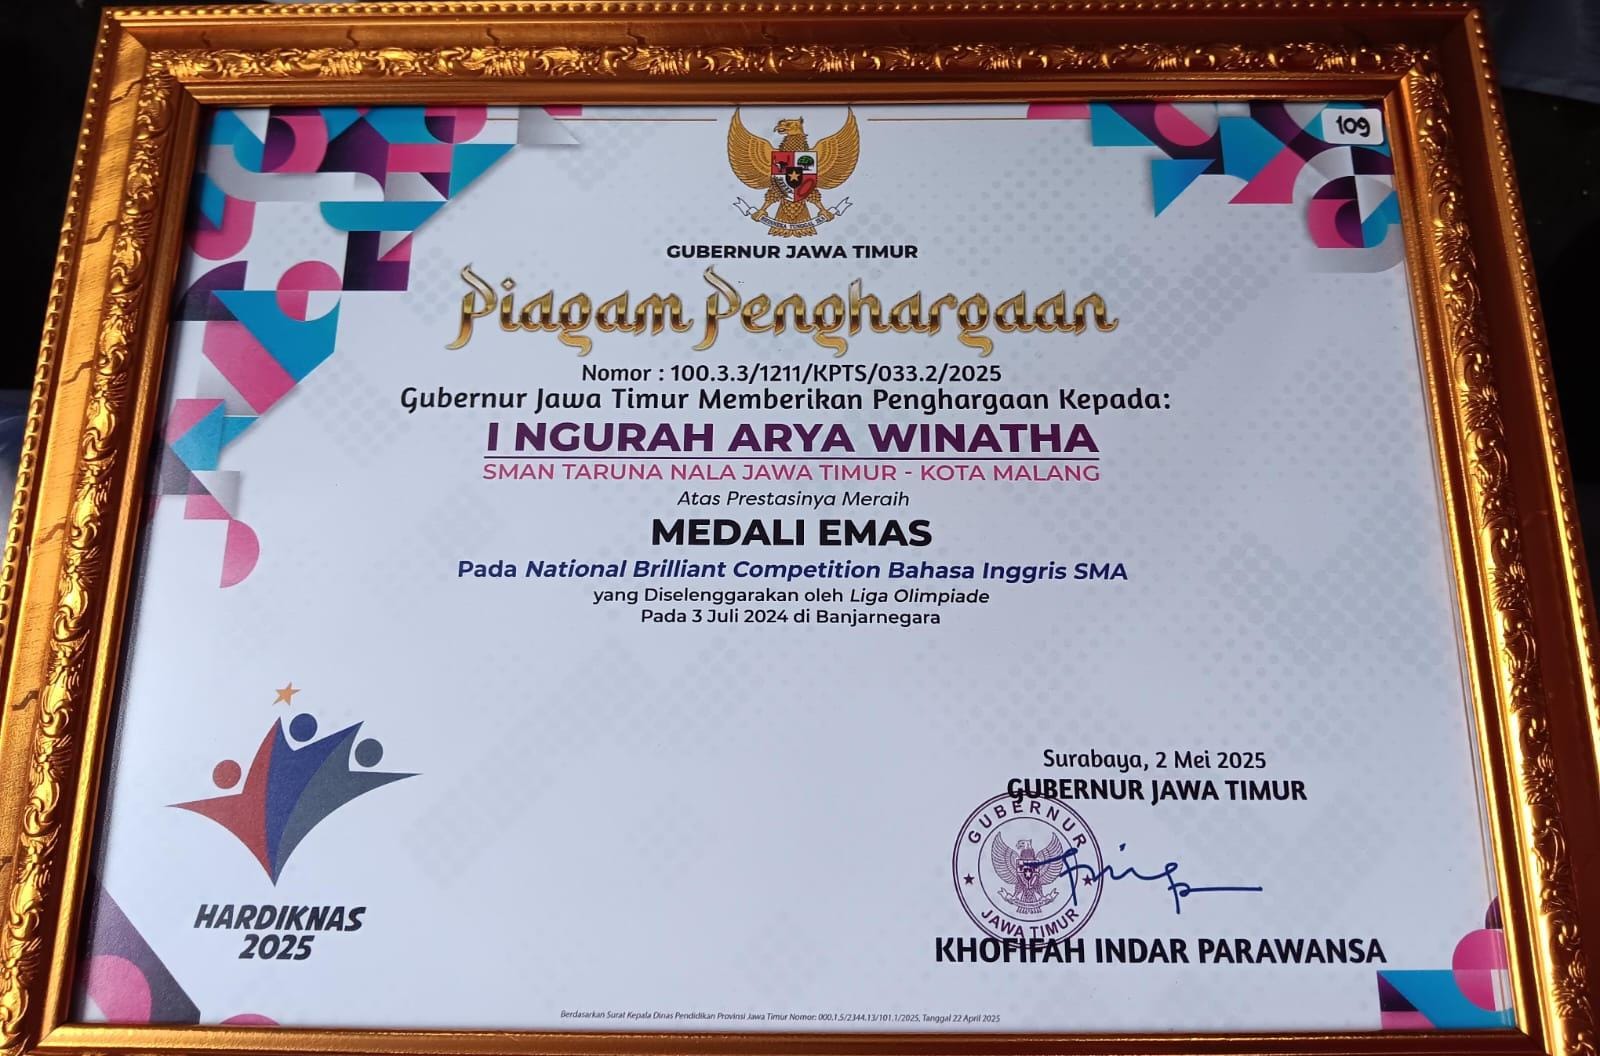 109
GUBERNUR JAWA TIMUR
Piagam Penghargaan
Nomor : 100.3.3/1211/KPTS/033.2/2025
Gubernur Jawa Timur Memberikan Penghargaan Kepada:
I NGURAH ARYA WINATHA
SMAN TARUNA NALA JAWA TIMUR - KOTA MALANG
Atas Prestasinya Meraih
MEDALI EMAS
Pada National Brilliant Competition Bahasa Inggris SMA
yang Diselenggarakan oleh Liga Olimpiade
Pada 3 Juli 2024 di Banjarnegara
HARDIKNAS
2025
Surabaya, 2 Mei 2025
GUBERNUR JAWA TIMUR
GUBERNUR
JAWA TIMUR
KHOFIFAH INDAR PARAWANSA
Berdasarkan Surat Kepala Dinas Pendidikan Provinsi Jawa Timur Nomor: 000.1.5/2344.13/101.1/2025, Tanggal 22 April 2025